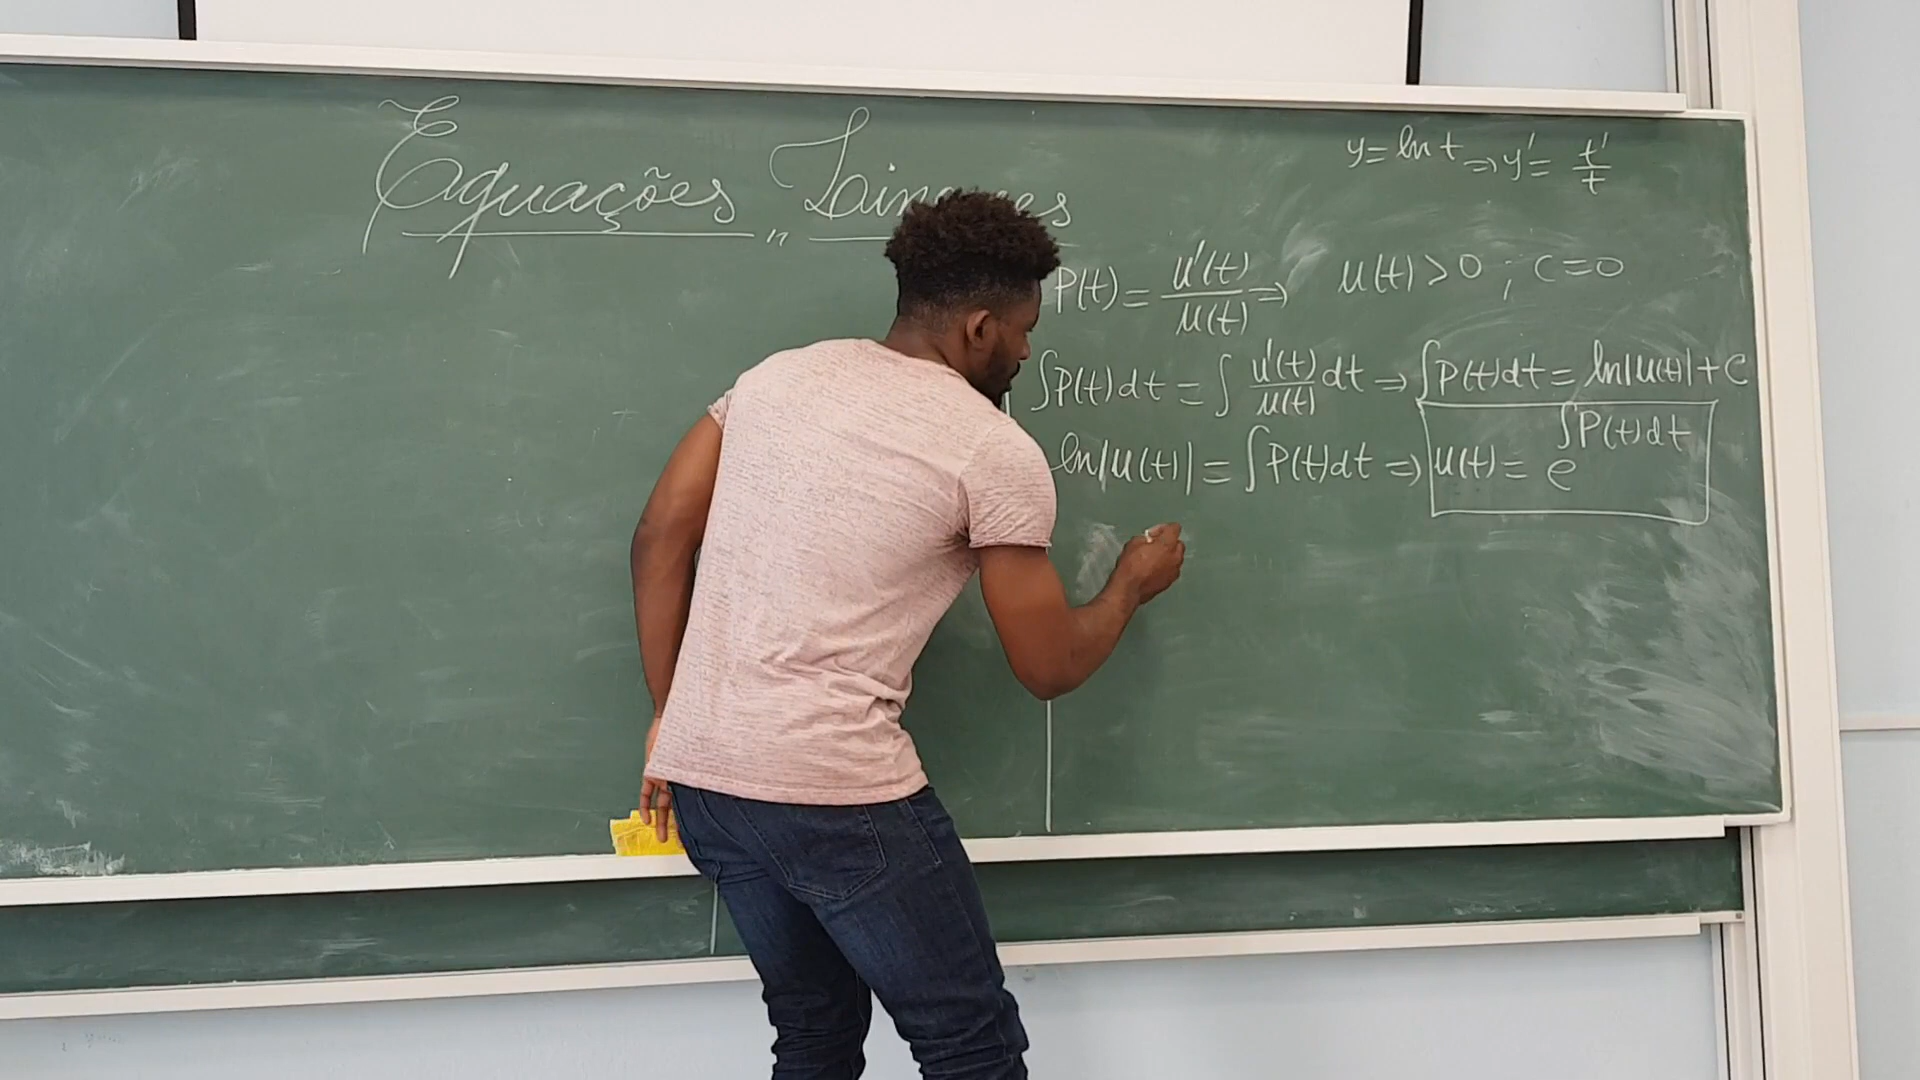 Equações Lineares
y = ln t ⇒ y' = t'/t
P(t) = u'(t)/u(t) ⇒ u(t) > 0 ; c = 0
∫P(t)dt = ∫ u'(t)/u(t) dt ⇒ ∫P(t)dt = ln|u(t)| + c
ln|u(t)| = ∫P(t)dt ⇒ u(t) = e^∫P(t)dt